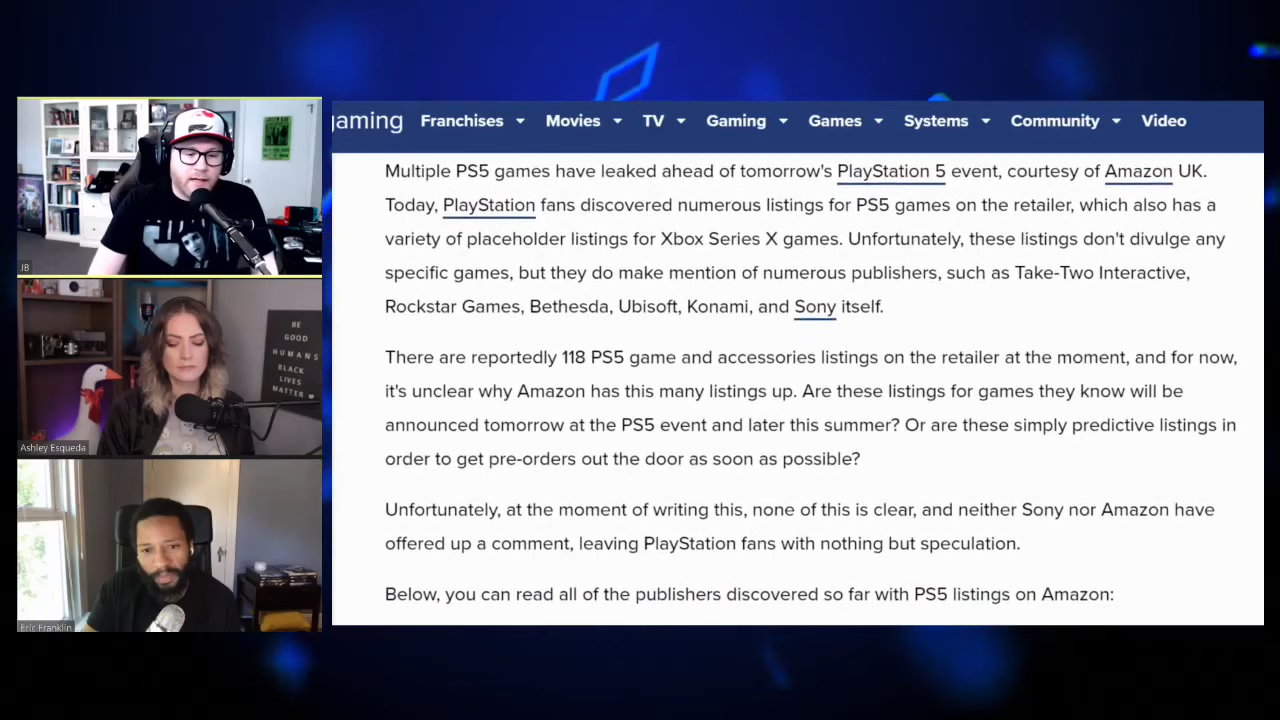 gaming Franchises Movies TV Gaming Games Systems Community Video
Multiple PS5 games have leaked ahead of tomorrow's PlayStation 5 event, courtesy of Amazon UK.
Today, PlayStation fans discovered numerous listings for PS5 games on the retailer, which also has a
variety of placeholder listings for Xbox Series X games. Unfortunately, these listings don't divulge any
specific games, but they do make mention of numerous publishers, such as Take-Two Interactive,
Rockstar Games, Bethesda, Ubisoft, Konami, and Sony itself.
There are reportedly 118 PS5 game and accessories listings on the retailer at the moment, and for now,
it's unclear why Amazon has this many listings up. Are these listings for games they know will be
announced tomorrow at the PS5 event and later this summer? Or are these simply predictive listings in
order to get pre-orders out the door as soon as possible?
Unfortunately, at the moment of writing this, none of this is clear, and neither Sony nor Amazon have
offered up a comment, leaving PlayStation fans with nothing but speculation.
Below, you can read all of the publishers discovered so far with PS5 listings on Amazon:
JB
BE
GOOD
HUMANS
BLACK
LIVES
MATTER
Ashley Esqueda
Eric Franklin